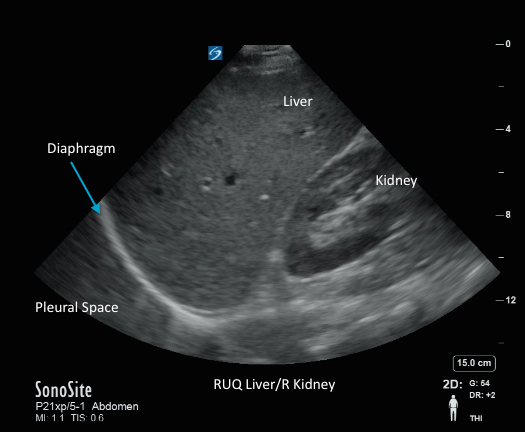 0
Liver
4
Diaphragm
Kidney
8
Pleural Space
12
15.0 cm
RUQ Liver/R Kidney
SonoSite
P21xp/5-1 Abdomen
MI: 1.1 TIS: 0.6
2D: G: 54
DR: +2
THI